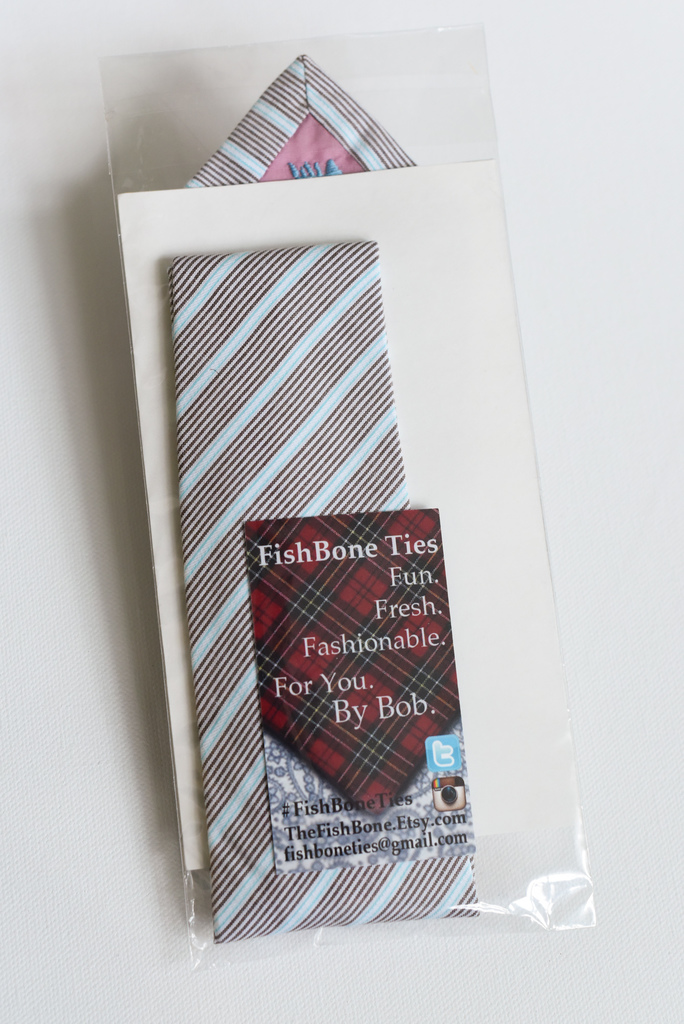 FishBone Ties
Fun.
Fresh.
Fashionable.
For You.
By Bob.
#FishBoneTies
TheFishBone.Etsy.com
fishboneties@gmail.com